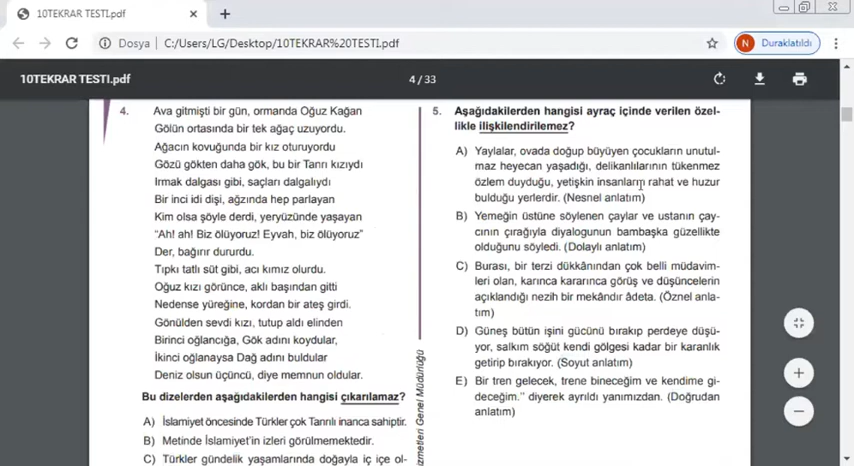 10TEKRAR TESTİ.pdf
Dosya | C:/Users/LG/Desktop/10TEKRAR%20TESTI.pdf
N Duraklatıldı
10TEKRAR TESTİ.pdf
4 / 33
4. Ava gitmişti bir gün, ormanda Oğuz Kağan
Gölün ortasında bir tek ağaç uzuyordu.
Ağacın kovuğunda bir kız oturuyordu
Gözü gökten daha gök, bu bir Tanrı kızıydı
Irmak dalgası gibi, saçları dalgalıydı
Bir inci idi dişi, ağzında hep parlayan
Kim olsa şöyle derdi, yeryüzünde yaşayan
“Ah! ah! Biz ölüyoruz! Eyvah, biz ölüyoruz”
Der, bağırır dururdu.
Tıpkı tatlı süt gibi, acı kımız olurdu.
Oğuz kızı görünce, aklı başından gitti
Nedense yüreğine, kordan bir ateş girdi.
Gönülden sevdi kızı, tutup aldı elinden
Birinci oğlancığa, Gök adını koydular,
İkinci oğlanaysa Dağ adını buldular
Deniz olsun üçüncü, diye memnun oldular.
Bu dizelerden aşağıdakilerden hangisi çıkarılamaz?
A) İslamiyet öncesinde Türkler çok Tanrılı inanca sahiptir.
B) Metinde İslamiyet’in izleri görülmemektedir.
C) Türkler gündelik yaşamlarında doğayla iç içe ol-
izmetleri Genel Müdürlüğü
5. Aşağıdakilerden hangisi ayraç içinde verilen özel-
likle ilişkilendirilemez?
A) Yaylalar, ovada doğup büyüyen çocukların unutul-
maz heyecan yaşadığı, delikanlılarının tükenmez
özlem duyduğu, yetişkin insanların rahat ve huzur
bulduğu yerlerdir. (Nesnel anlatım)
B) Yemeğin üstüne söylenen çaylar ve ustanın çay-
cının çırağıyla diyalogunun bambaşka güzellikte
olduğunu söyledi. (Dolaylı anlatım)
C) Burası, bir terzi dükkânından çok belli müdavim-
leri olan, karınca kararınca görüş ve düşüncelerin
açıklandığı nezih bir mekândır âdeta. (Öznel anla-
tım)
D) Güneş bütün işini gücünü bırakıp perdeye düşü-
yor, salkım söğüt kendi gölgesi kadar bir karanlık
getirip bırakıyor. (Soyut anlatım)
E) Bir tren gelecek, trene bineceğim ve kendime gi-
deceğim.” diyerek ayrıldı yanımızdan. (Doğrudan
anlatım)